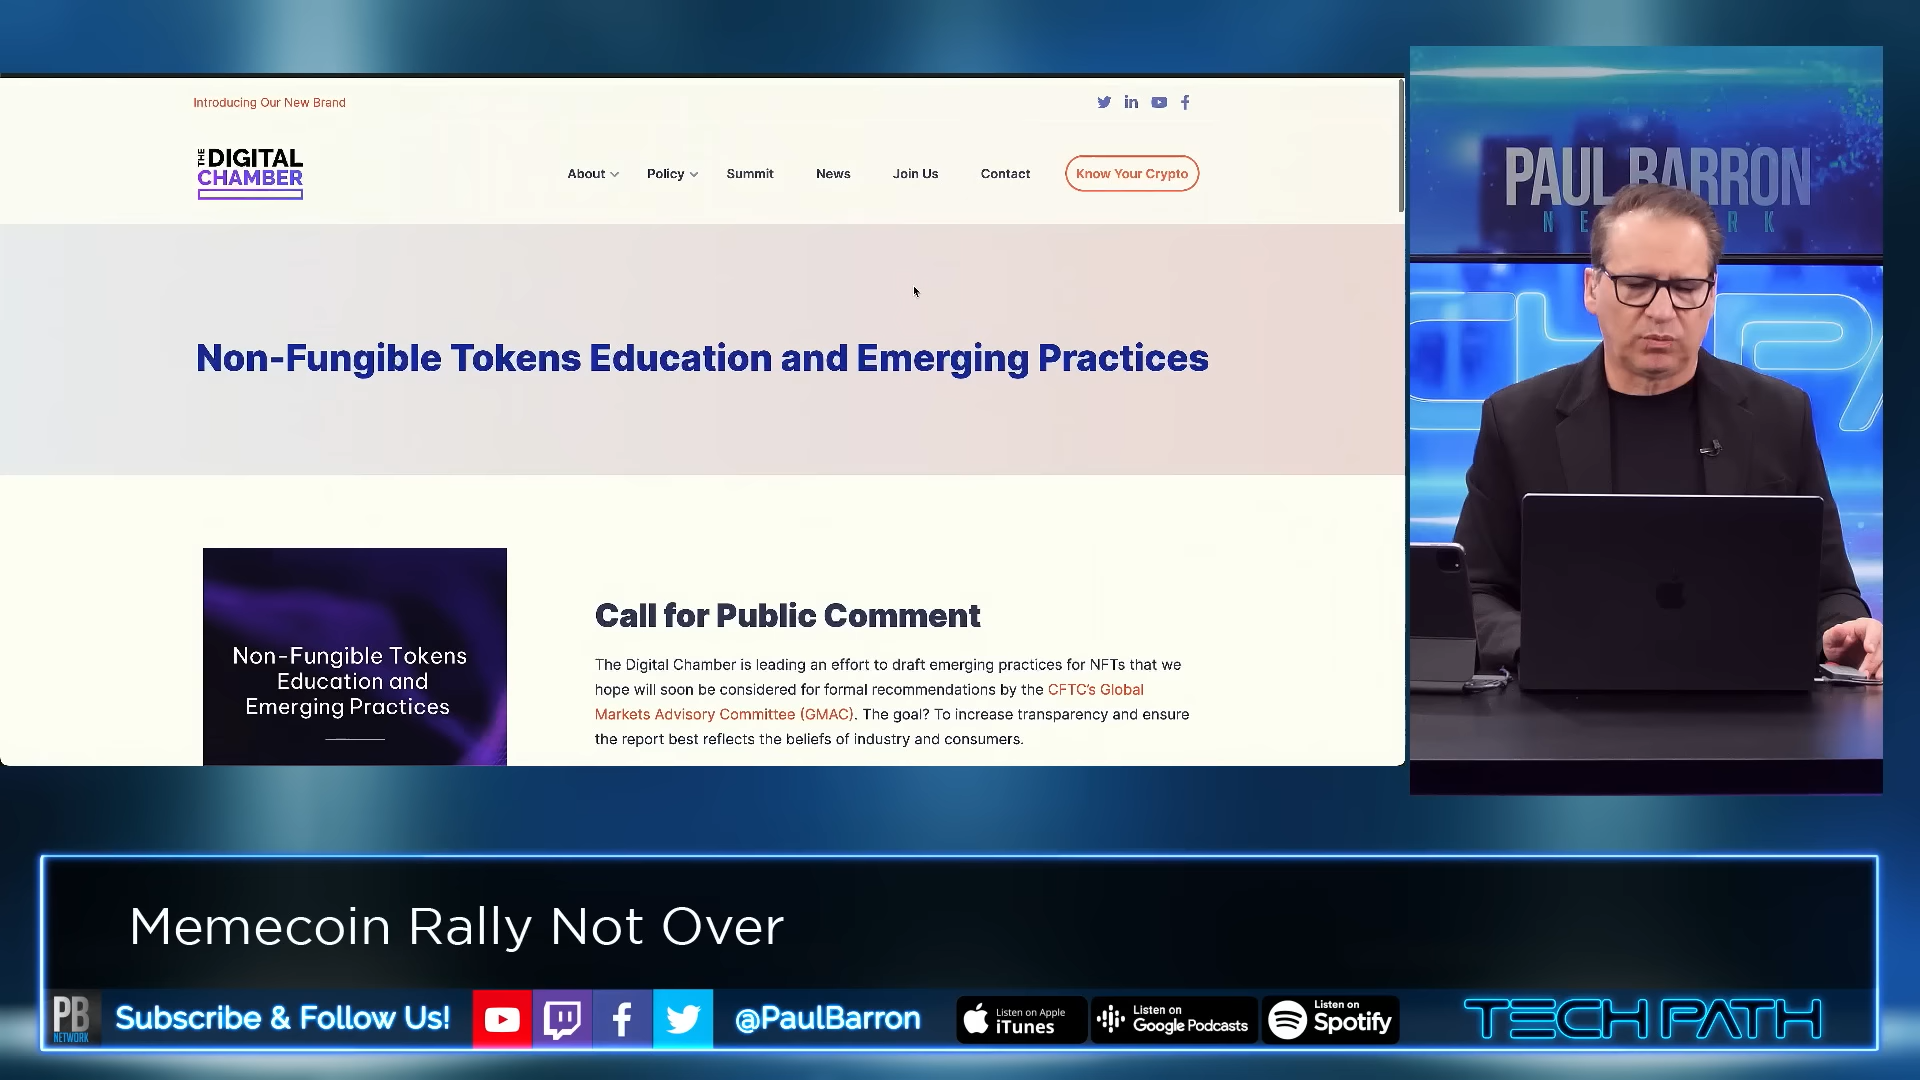 Introducing Our New Brand
THE DIGITAL
CHAMBER
About
Policy
Summit
News
Join Us
Contact
Know Your Crypto
Non-Fungible Tokens Education and Emerging Practices
Non-Fungible Tokens
Education and
Emerging Practices
Call for Public Comment
The Digital Chamber is leading an effort to draft emerging practices for NFTs that we
hope will soon be considered for formal recommendations by the CFTC's Global
Markets Advisory Committee (GMAC). The goal? To increase transparency and ensure
the report best reflects the beliefs of industry and consumers.
PAUL BARRON
Memecoin Rally Not Over
PB
NETWORK
Subscribe & Follow Us!
@PaulBarron
Listen on Apple
iTunes
Listen on
Google Podcasts
Listen on
Spotify
TECH PATH